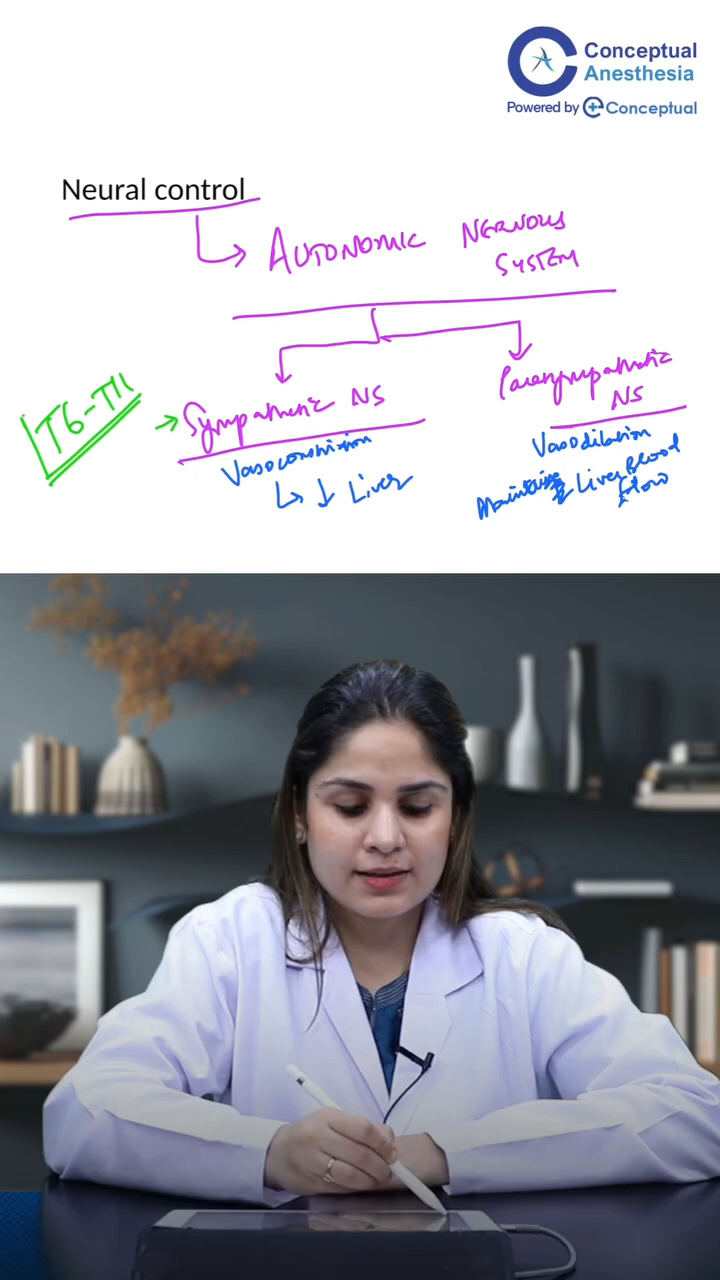 Conceptual
Anesthesia
Powered by Conceptual
Neural control
AUTONOMIC NERVOUS
SYSTEM
T6-T11
Sympathetic NS
Parasympathetic
NS
Vasoconstriction
↓ Liver
Vasodilation
Maintains Liver Blood
flow